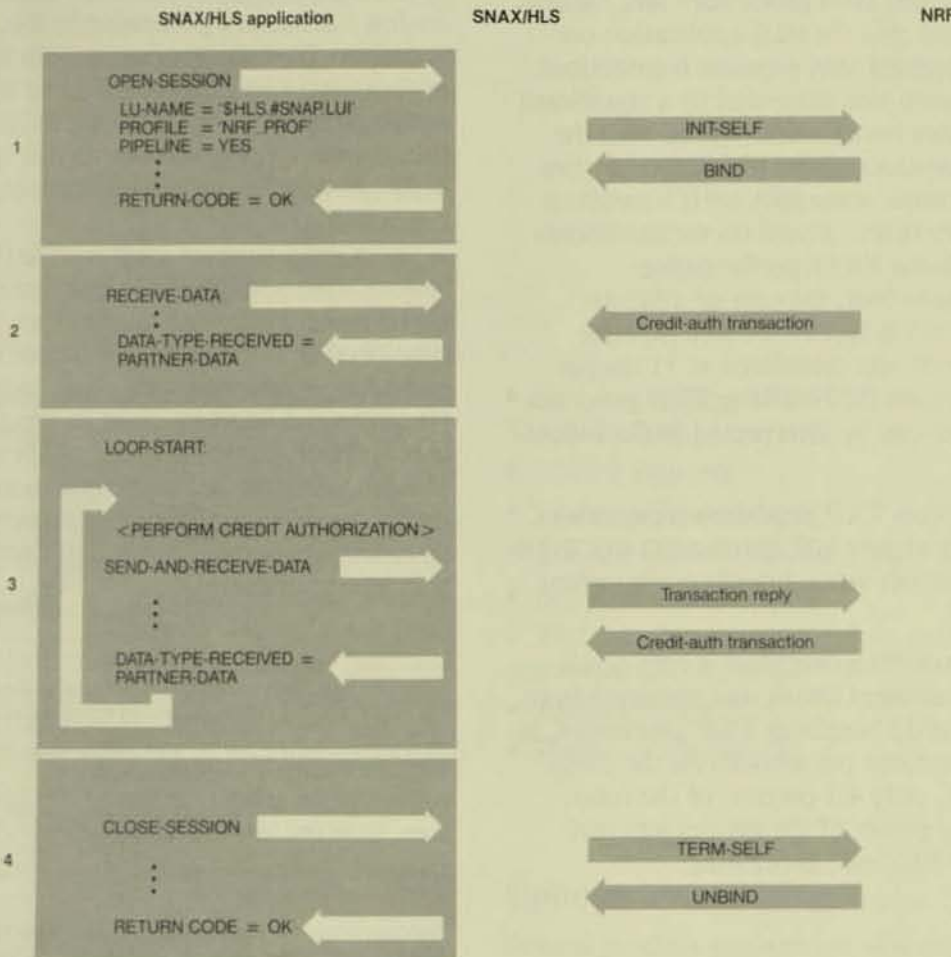 SNAX/HLS application
SNAX/HLS
NRF
1
OPEN-SESSION
LU-NAME = '$HLS.#SNAP.LUI'
PROFILE = 'NRF_PROF'
PIPELINE = YES
RETURN-CODE = OK
INIT-SELF
BIND
2
RECEIVE-DATA
DATA-TYPE-RECEIVED =
PARTNER-DATA
Credit-auth transaction
3
LOOP-START:
<PERFORM CREDIT AUTHORIZATION>
SEND-AND-RECEIVE-DATA
DATA-TYPE-RECEIVED =
PARTNER-DATA
Transaction reply
Credit-auth transaction
4
CLOSE-SESSION
RETURN CODE = OK
TERM-SELF
UNBIND